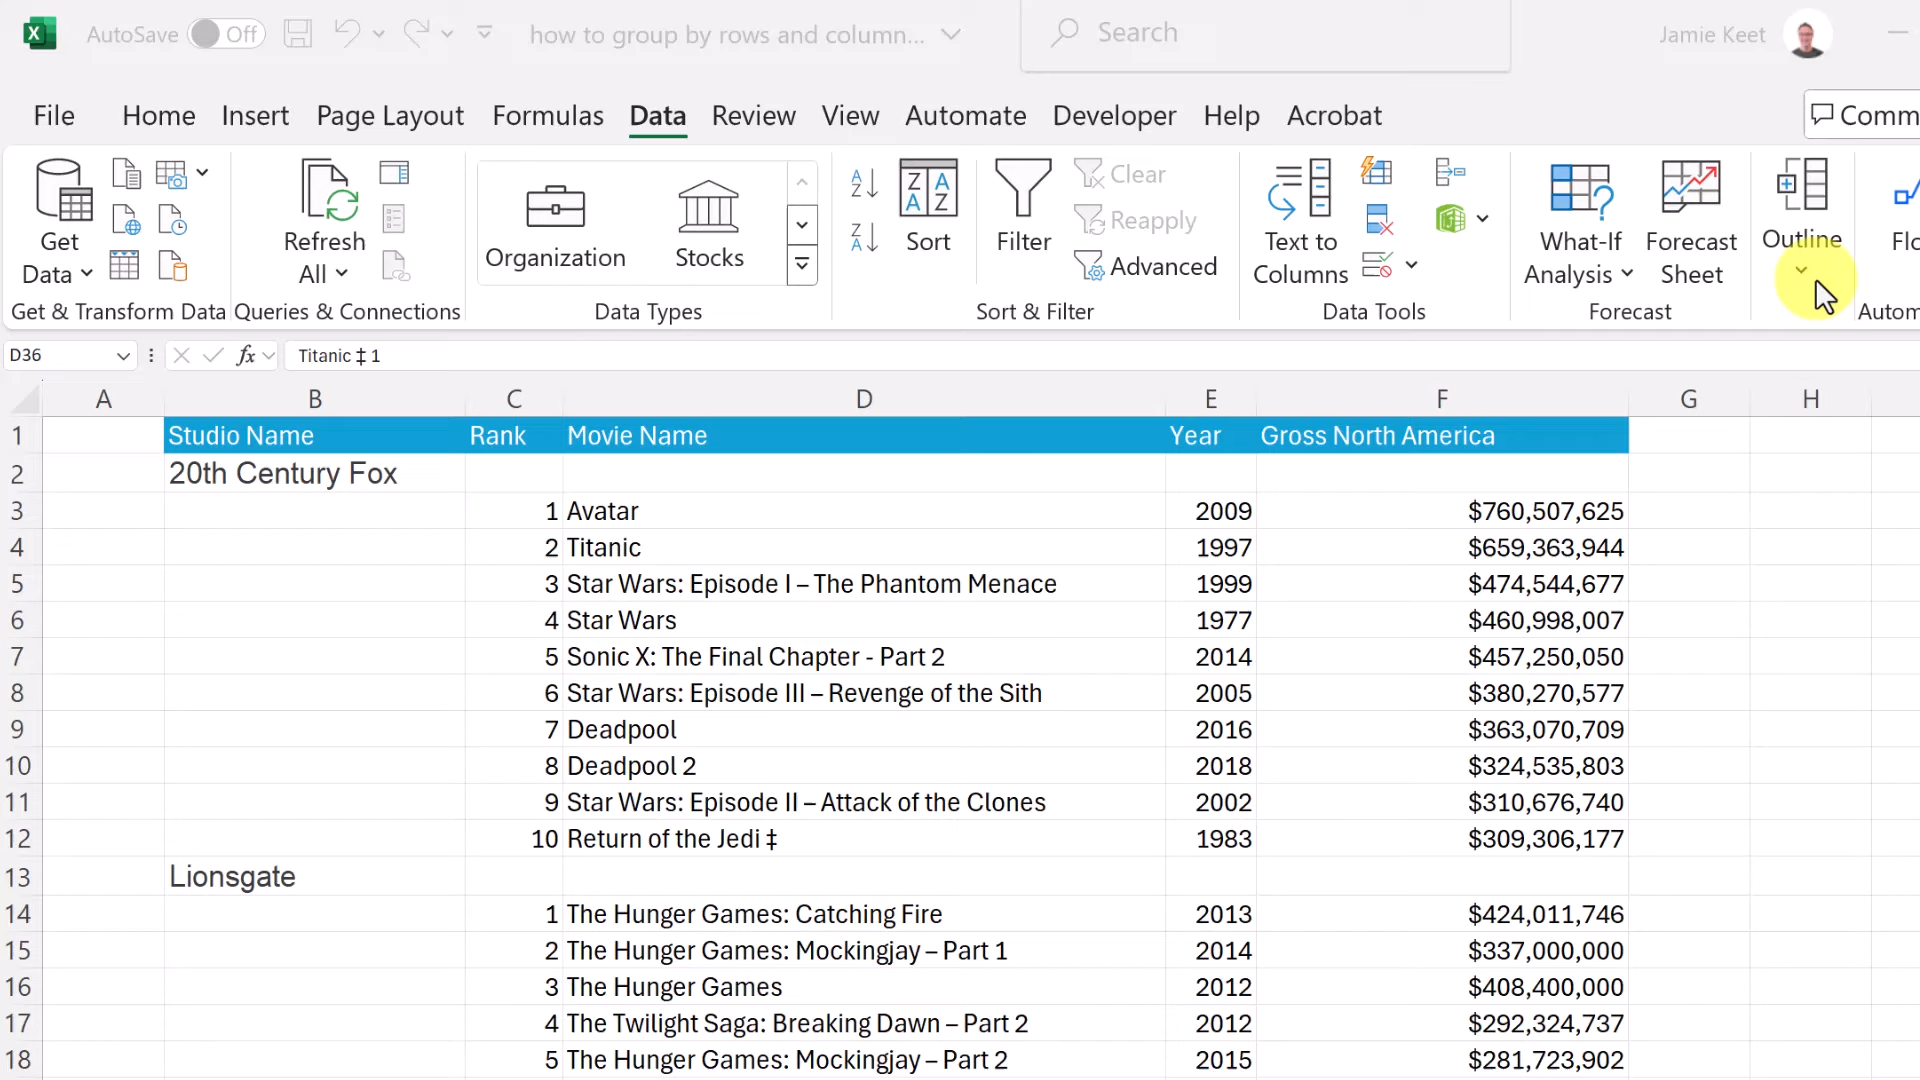 AutoSave Off how to group by rows and column... Search Jamie Keet
File Home Insert Page Layout Formulas Data Review View Automate Developer Help Acrobat Comm
Get Data
Refresh All
Organization
Stocks
Sort
Filter
Clear
Reapply
Advanced
Text to Columns
What-If Analysis
Forecast Sheet
Outline
Flo
Get & Transform Data Queries & Connections Data Types Sort & Filter Data Tools Forecast Autom
D36 fx Titanic ‡ 1
A B C D E F G H
1 Studio Name Rank Movie Name Year Gross North America
2 20th Century Fox
3 1 Avatar 2009 $760,507,625
4 2 Titanic 1997 $659,363,944
5 3 Star Wars: Episode I – The Phantom Menace 1999 $474,544,677
6 4 Star Wars 1977 $460,998,007
7 5 Sonic X: The Final Chapter - Part 2 2014 $457,250,050
8 6 Star Wars: Episode III – Revenge of the Sith 2005 $380,270,577
9 7 Deadpool 2016 $363,070,709
10 8 Deadpool 2 2018 $324,535,803
11 9 Star Wars: Episode II – Attack of the Clones 2002 $310,676,740
12 10 Return of the Jedi ‡ 1983 $309,306,177
13 Lionsgate
14 1 The Hunger Games: Catching Fire 2013 $424,011,746
15 2 The Hunger Games: Mockingjay – Part 1 2014 $337,000,000
16 3 The Hunger Games 2012 $408,400,000
17 4 The Twilight Saga: Breaking Dawn – Part 2 2012 $292,324,737
18 5 The Hunger Games: Mockingjay – Part 2 2015 $281,723,902